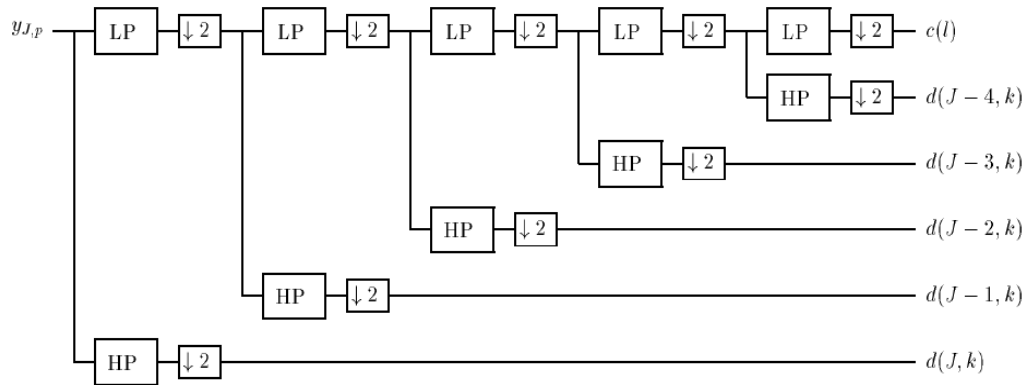 y_{J,p} LP ↓ 2 LP ↓ 2 LP ↓ 2 LP ↓ 2 LP ↓ 2 c(l)
HP ↓ 2 d(J − 4, k)
HP ↓ 2 d(J − 3, k)
HP ↓ 2 d(J − 2, k)
HP ↓ 2 d(J − 1, k)
HP ↓ 2 d(J, k)